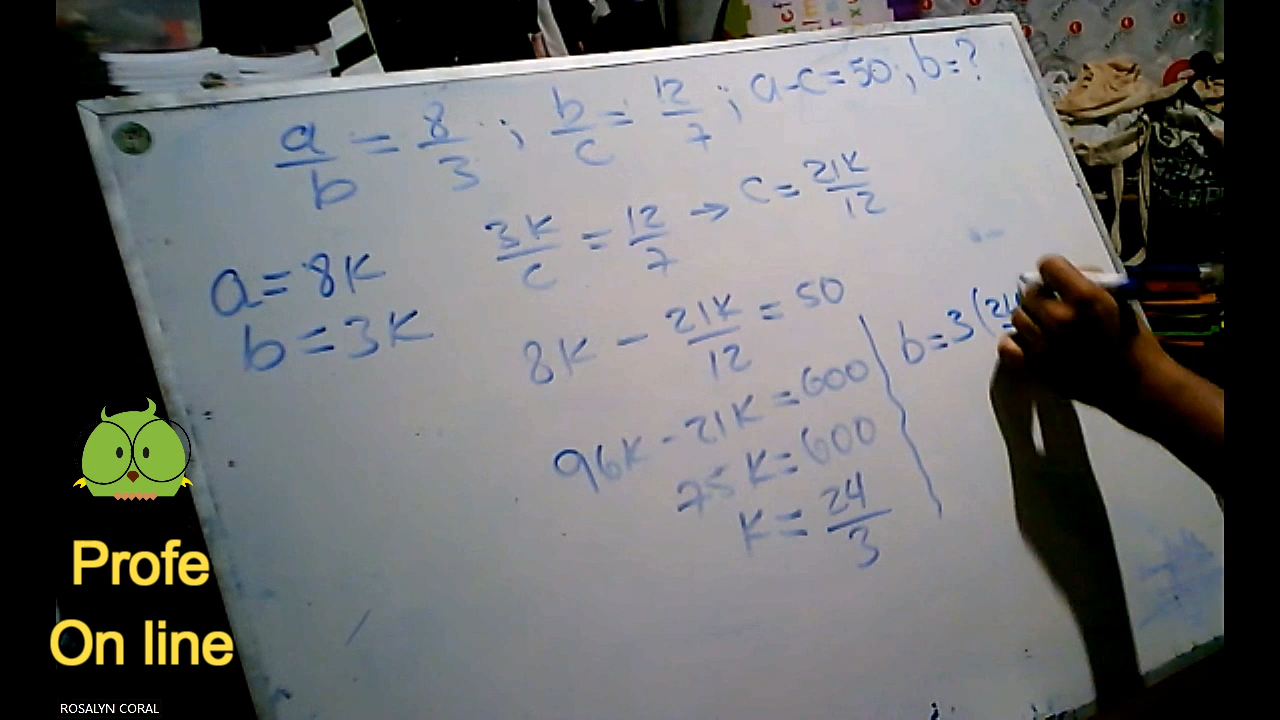 a/b = 8/3 ; b/c = 12/7 ; a-c=50 , b=?
3K/c = 12/7 → c = 21K/12
a = 8K
b = 3K
8K - 21K/12 = 50
96K - 21K = 600
75K = 600
K = 24/3
b = 3(24
Profe
On line
ROSALYN CORAL